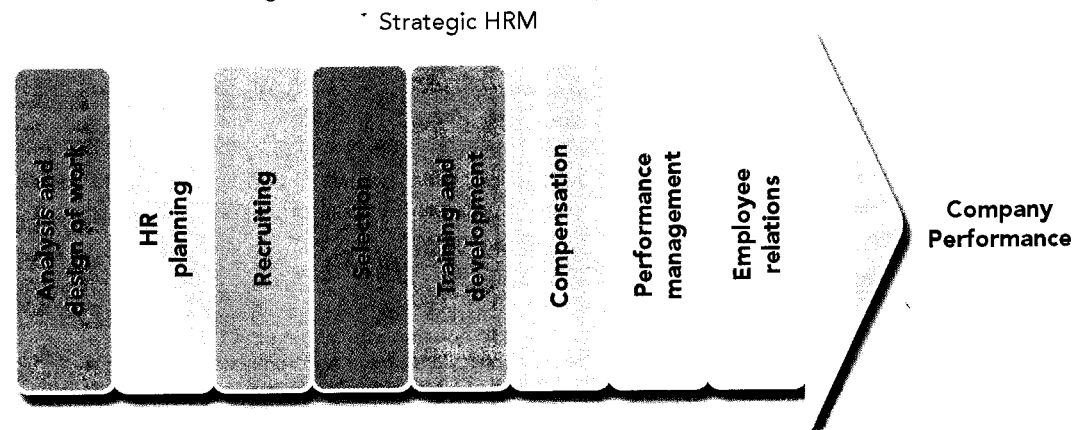 Strategic HRM
Analysis and
design of work
HR
planning
Recruiting
Selection
Training and
development
Compensation
Performance
management
Employee
relations
Company
Performance